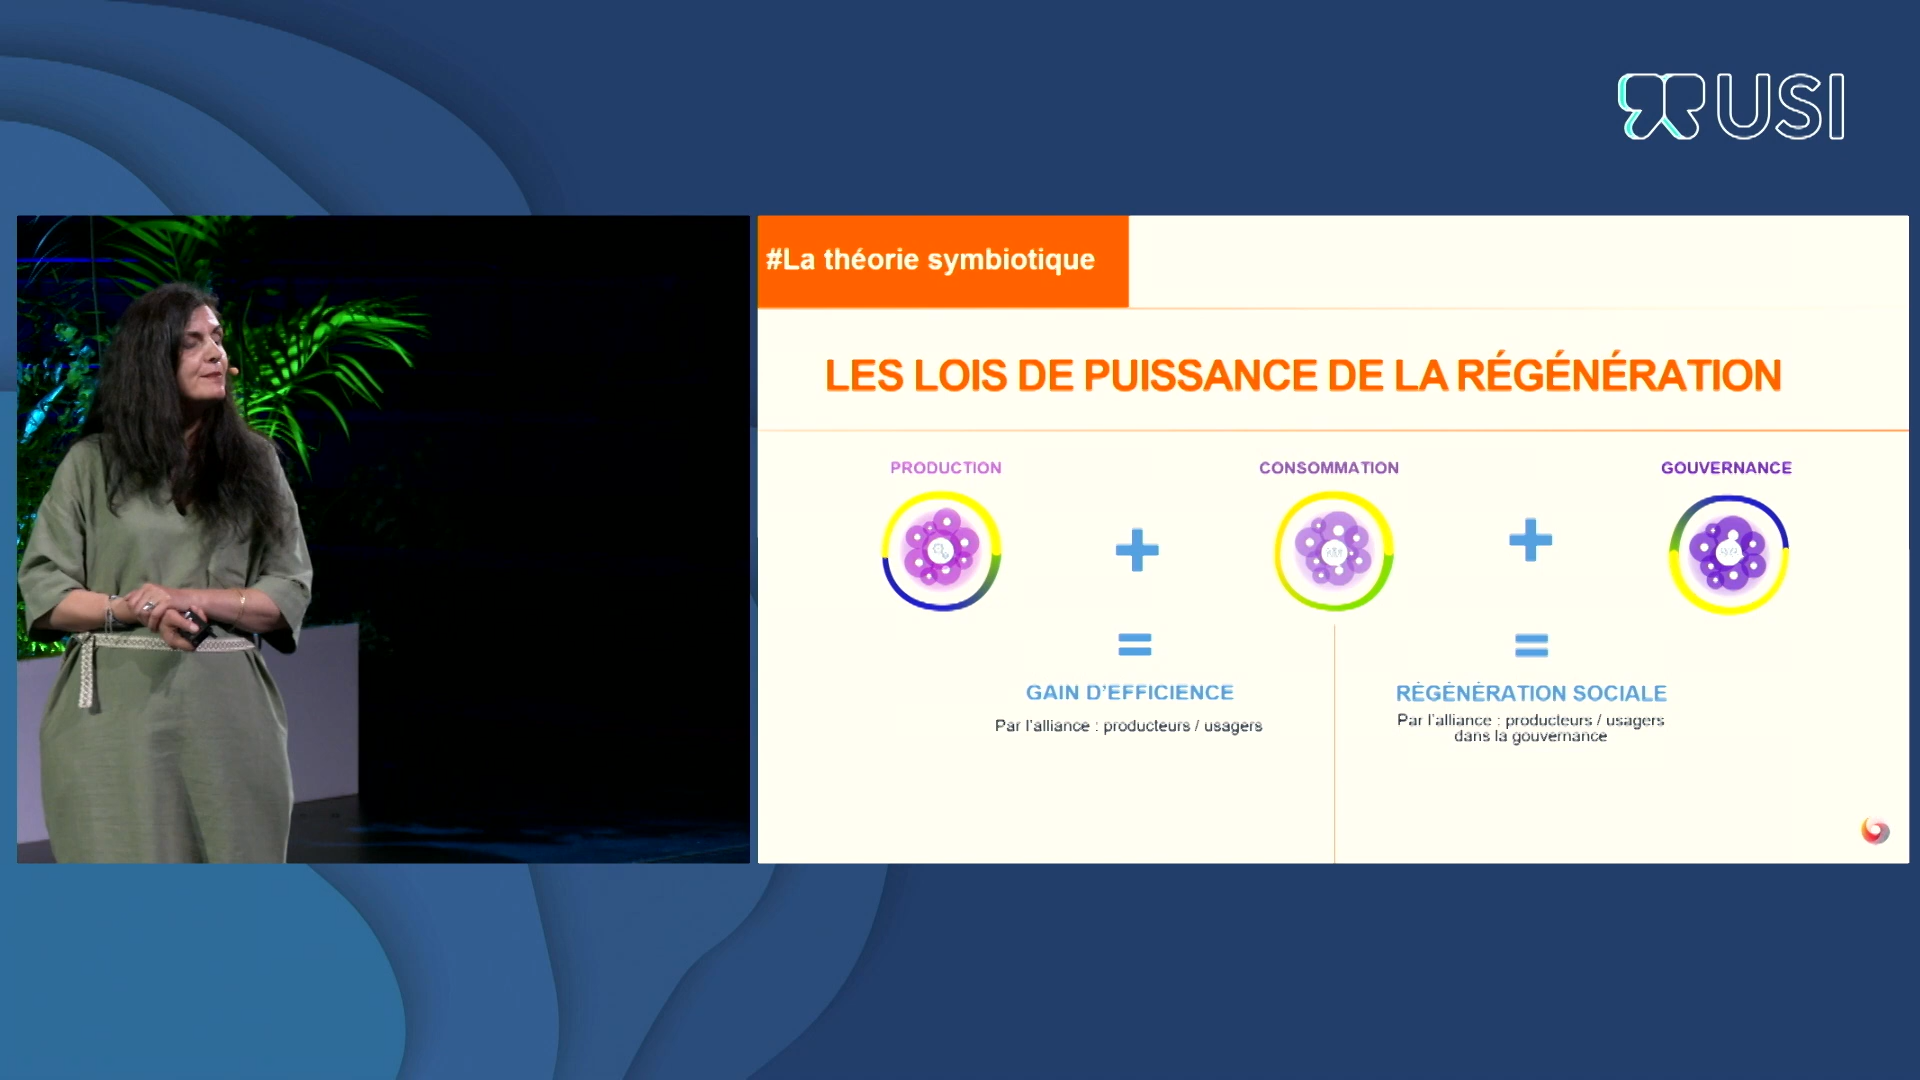 USI
#La théorie symbiotique
LES LOIS DE PUISSANCE DE LA RÉGÉNÉRATION
PRODUCTION
CONSOMMATION
GOUVERNANCE
+
+
=
=
GAIN D'EFFICIENCE
Par l'alliance : producteurs / usagers
RÉGÉNÉRATION SOCIALE
Par l'alliance : producteurs / usagers
dans la gouvernance